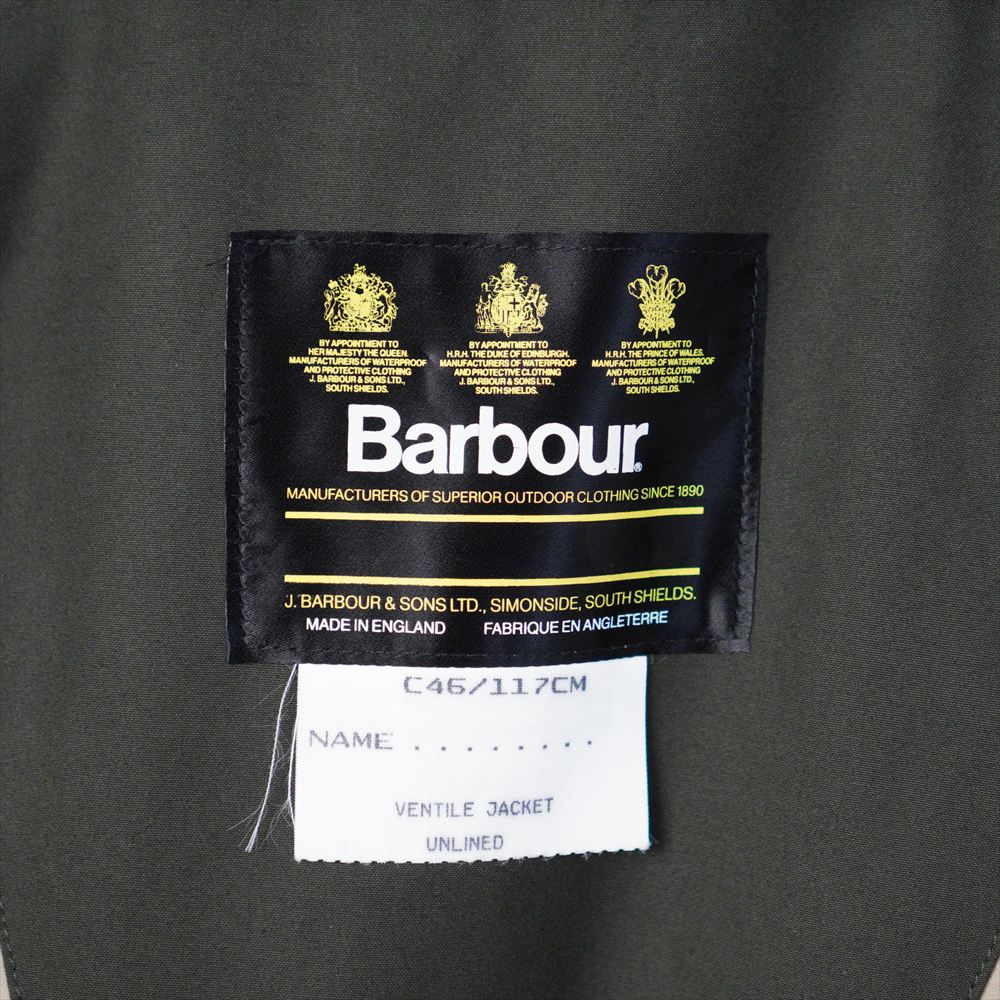 BY APPOINTMENT TO
HER MAJESTY THE QUEEN.
MANUFACTURERS OF WATERPROOF
AND PROTECTIVE CLOTHING
J. BARBOUR & SONS LTD.,
SOUTH SHIELDS.
BY APPOINTMENT TO
H.R.H. THE DUKE OF EDINBURGH.
MANUFACTURERS OF WATERPROOF
AND PROTECTIVE CLOTHING
J. BARBOUR & SONS LTD.,
SOUTH SHIELDS.
BY APPOINTMENT TO
H.R.H. THE PRINCE OF WALES.
MANUFACTURERS OF WATERPROOF
AND PROTECTIVE CLOTHING
J. BARBOUR & SONS LTD.,
SOUTH SHIELDS.
Barbour®
MANUFACTURERS OF SUPERIOR OUTDOOR CLOTHING SINCE 1890
J. BARBOUR & SONS LTD., SIMONSIDE, SOUTH SHIELDS.
MADE IN ENGLAND FABRIQUE EN ANGLETERRE
C46/117CM
NAME ........
VENTILE JACKET
UNLINED